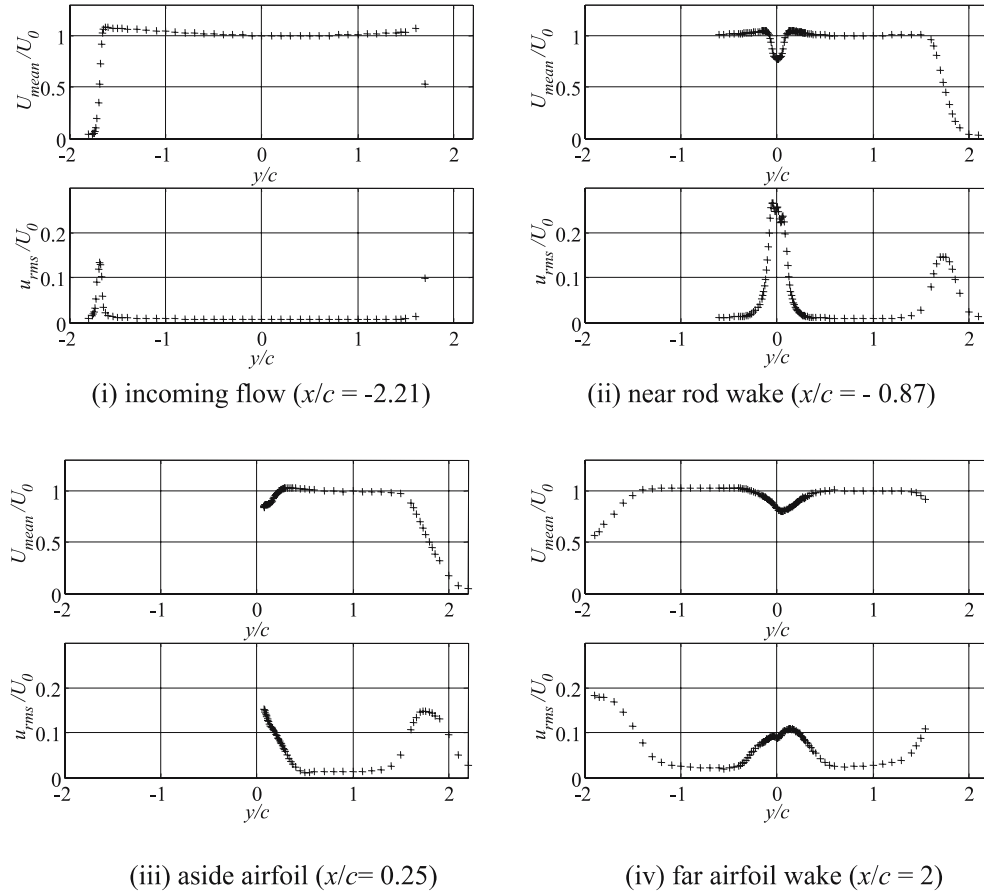 U_mean/U_0
1
0.5
0
-2 -1 0 1 2
y/c
u_rms/U_0
0.2
0.1
0
-2 -1 0 1 2
y/c
(i) incoming flow (x/c = -2.21)
U_mean/U_0
1
0.5
0
-2 -1 0 1 2
y/c
u_rms/U_0
0.2
0.1
0
-2 -1 0 1 2
y/c
(ii) near rod wake (x/c = - 0.87)
U_mean/U_0
1
0.5
0
-2 -1 0 1 2
y/c
u_rms/U_0
0.2
0.1
0
-2 -1 0 1 2
y/c
(iii) aside airfoil (x/c= 0.25)
U_mean/U_0
1
0.5
0
-2 -1 0 1 2
y/c
u_rms/U_0
0.2
0.1
0
-2 -1 0 1 2
y/c
(iv) far airfoil wake (x/c = 2)